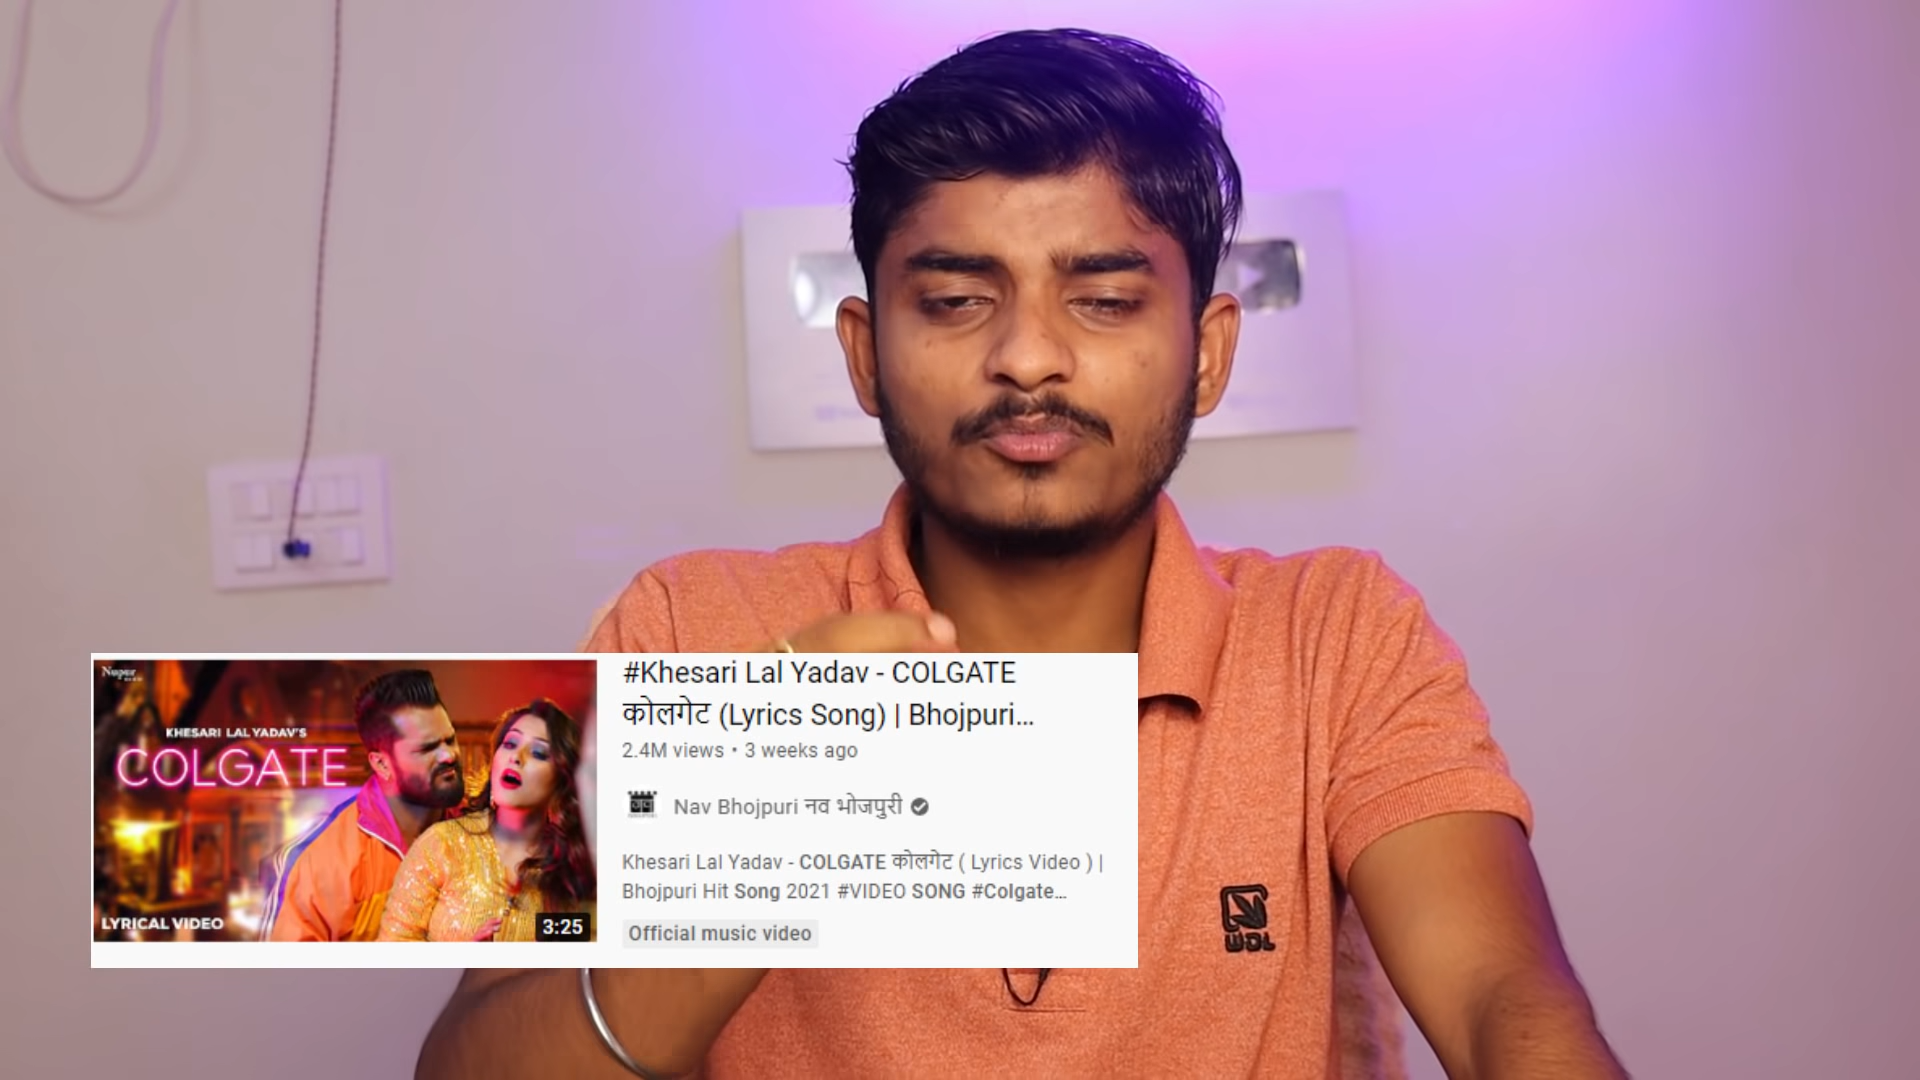 Nupur
KHESARI LAL YADAV'S
COLGATE
LYRICAL VIDEO
3:25
#Khesari Lal Yadav - COLGATE
कोलगेट (Lyrics Song) | Bhojpuri...
2.4M views • 3 weeks ago
Nav Bhojpuri नव भोजपुरी
Khesari Lal Yadav - COLGATE कोलगेट ( Lyrics Video ) |
Bhojpuri Hit Song 2021 #VIDEO SONG #Colgate...
Official music video